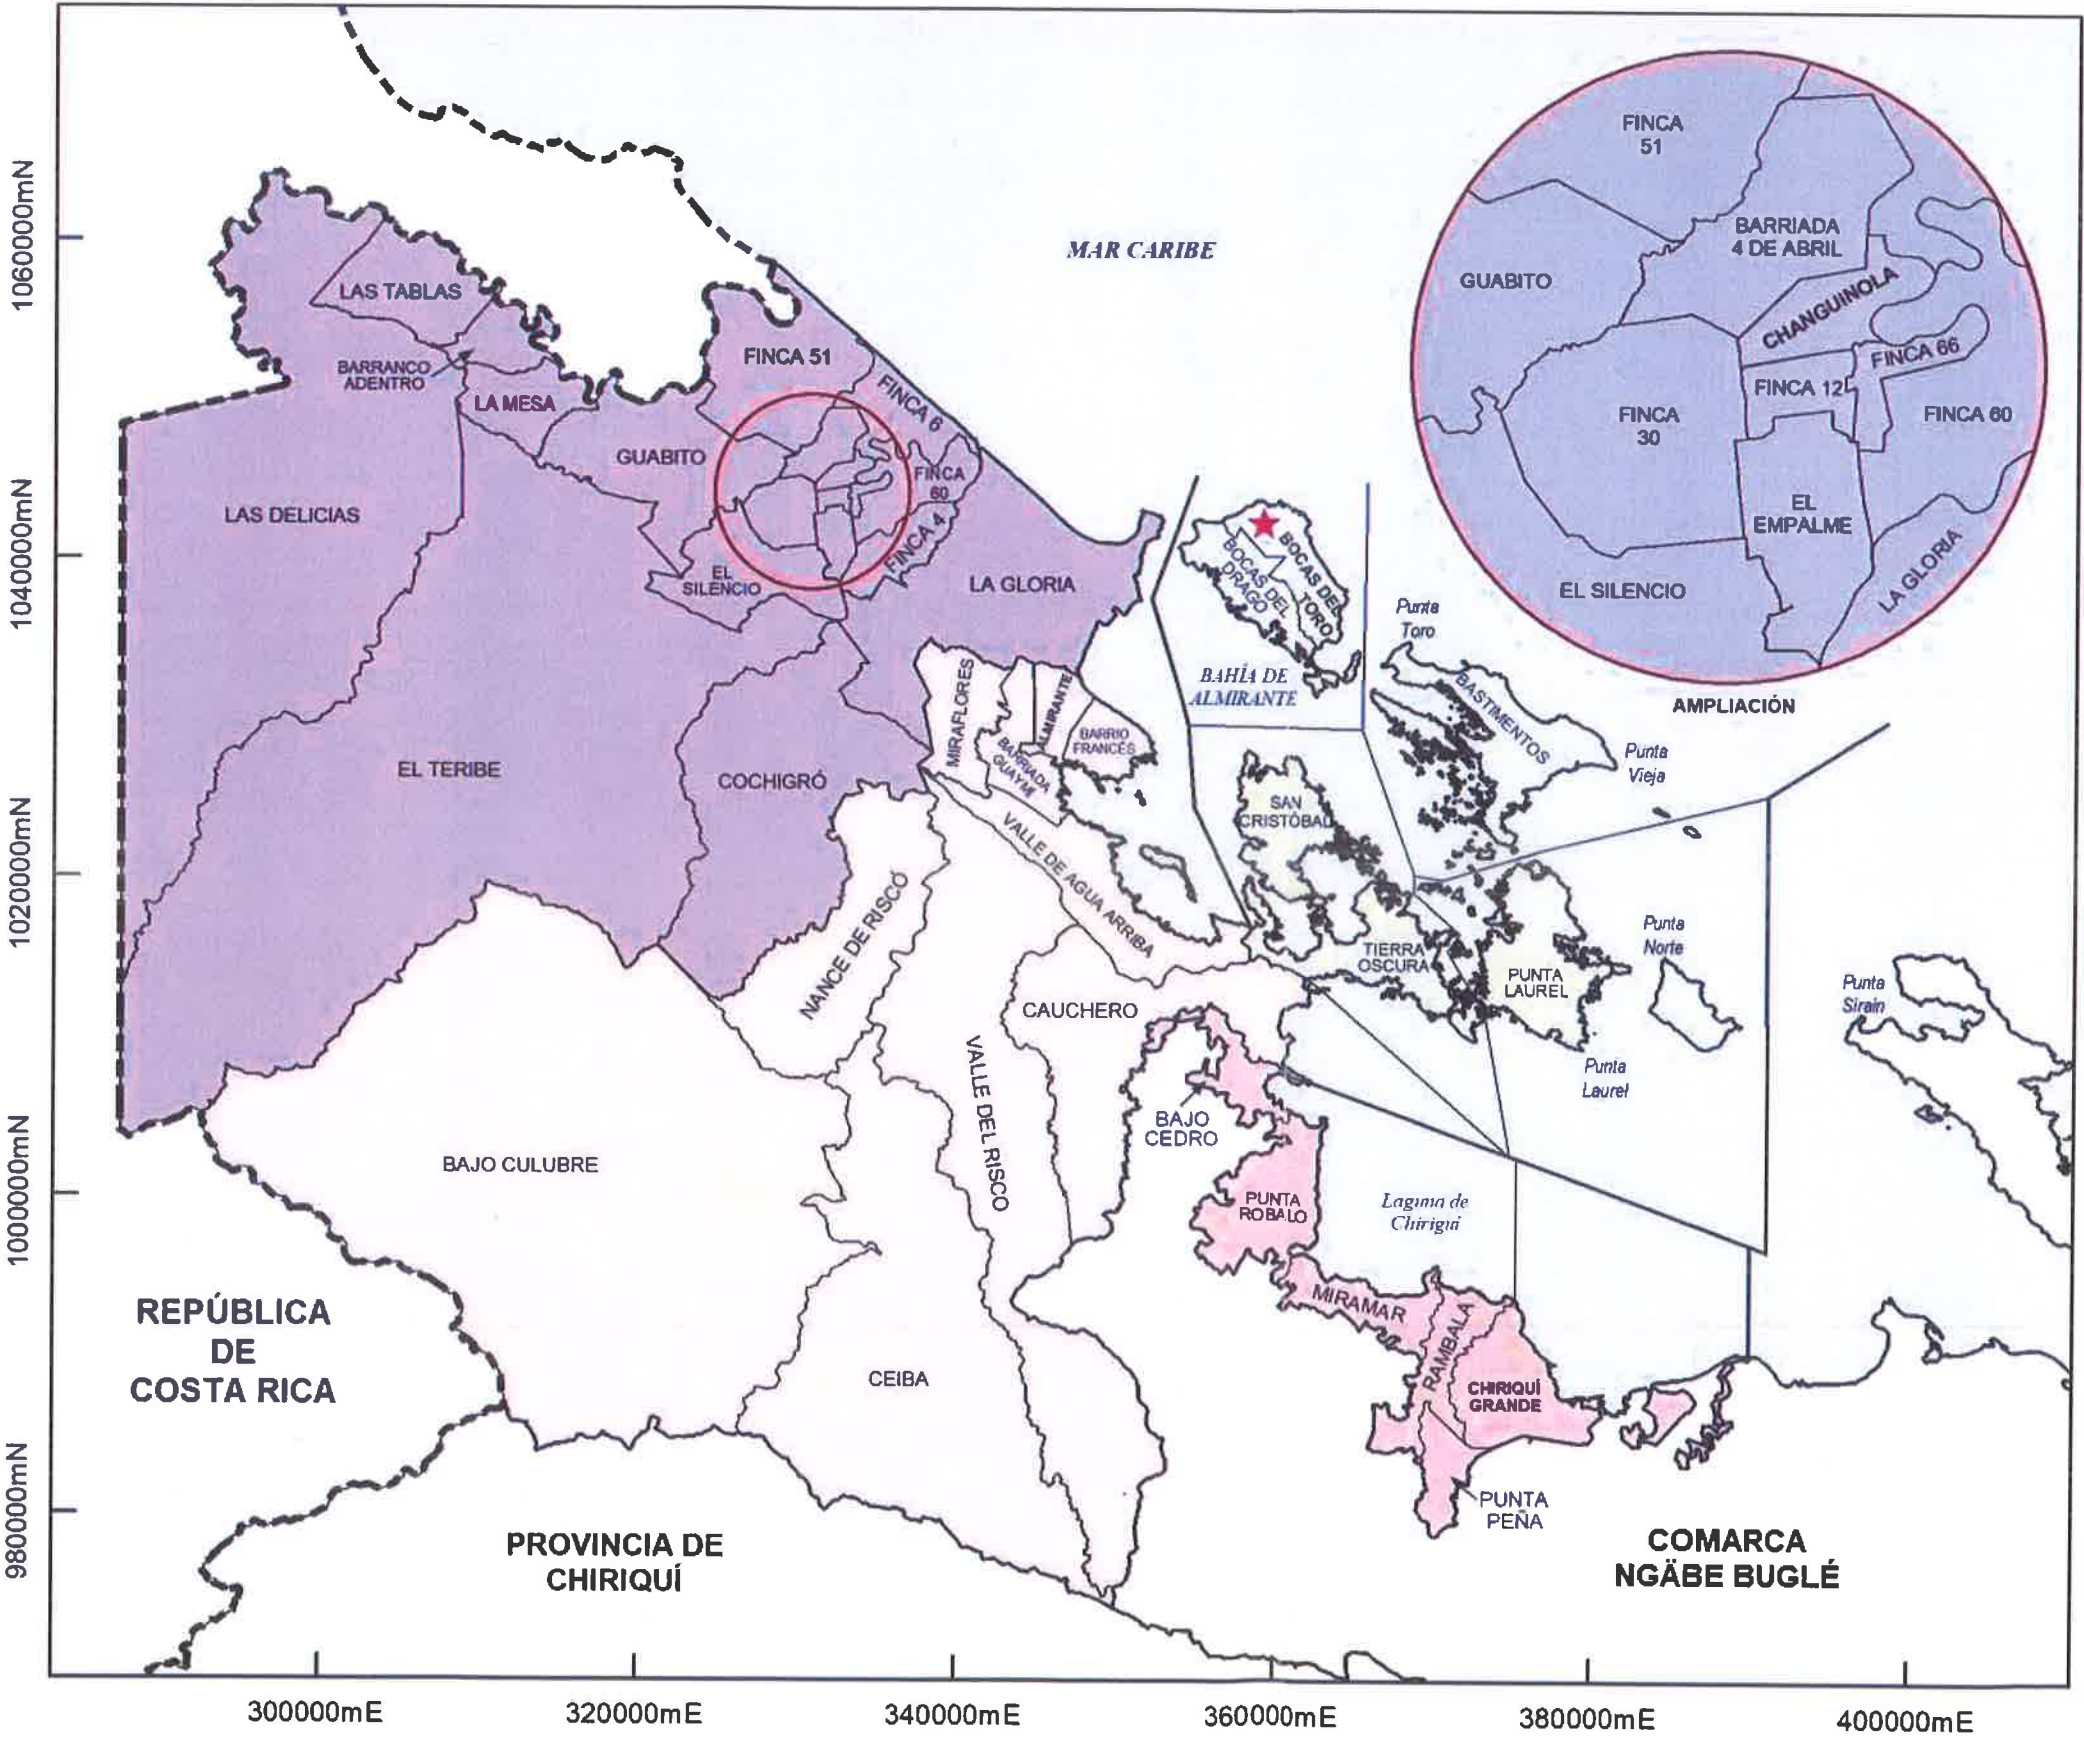 MAR CARIBE
FINCA
51
BARRIADA
4 DE ABRIL
GUABITO
CHANGUINOLA
FINCA 66
FINCA 12
FINCA
30
FINCA 60
EL
EMPALME
EL SILENCIO
LA GLORIA
AMPLIACIÓN
LAS TABLAS
BARRANCO
ADENTRO
LA MESA
FINCA 51
FINCA 6
GUABITO
FINCA
60
FINCA 4
LAS DELICIAS
EL
SILENCIO
LA GLORIA
EL TERIBE
COCHIGRÓ
BOCAS DEL
DRAGO
BOCAS DEL
TORO
Punta
Toro
BAHÍA DE
ALMIRANTE
BASTIMENTOS
Punta
Vieja
MIRAFLORES
ALMIRANTE
BARRIO
FRANCÉS
BARRIADA
GUAYMÍ
SAN
CRISTÓBAL
VALLE DE AGUA ARRIBA
NANCE DE RISCÓ
TIERRA
OSCURA
PUNTA
LAUREL
Punta
Norte
Punta
Sirain
Punta
Laurel
CAUCHERO
VALLE DEL RISCO
BAJO
CEDRO
BAJO CULUBRE
PUNTA
ROBALO
Laguna de
Chiriquí
MIRAMAR
RAMBALA
CHIRIQUÍ
GRANDE
CEIBA
PUNTA
PEÑA
REPÚBLICA
DE
COSTA RICA
PROVINCIA DE
CHIRIQUÍ
COMARCA
NGÄBE BUGLÉ
1060000mN
1040000mN
1020000mN
1000000mN
980000mN
300000mE
320000mE
340000mE
360000mE
380000mE
400000mE